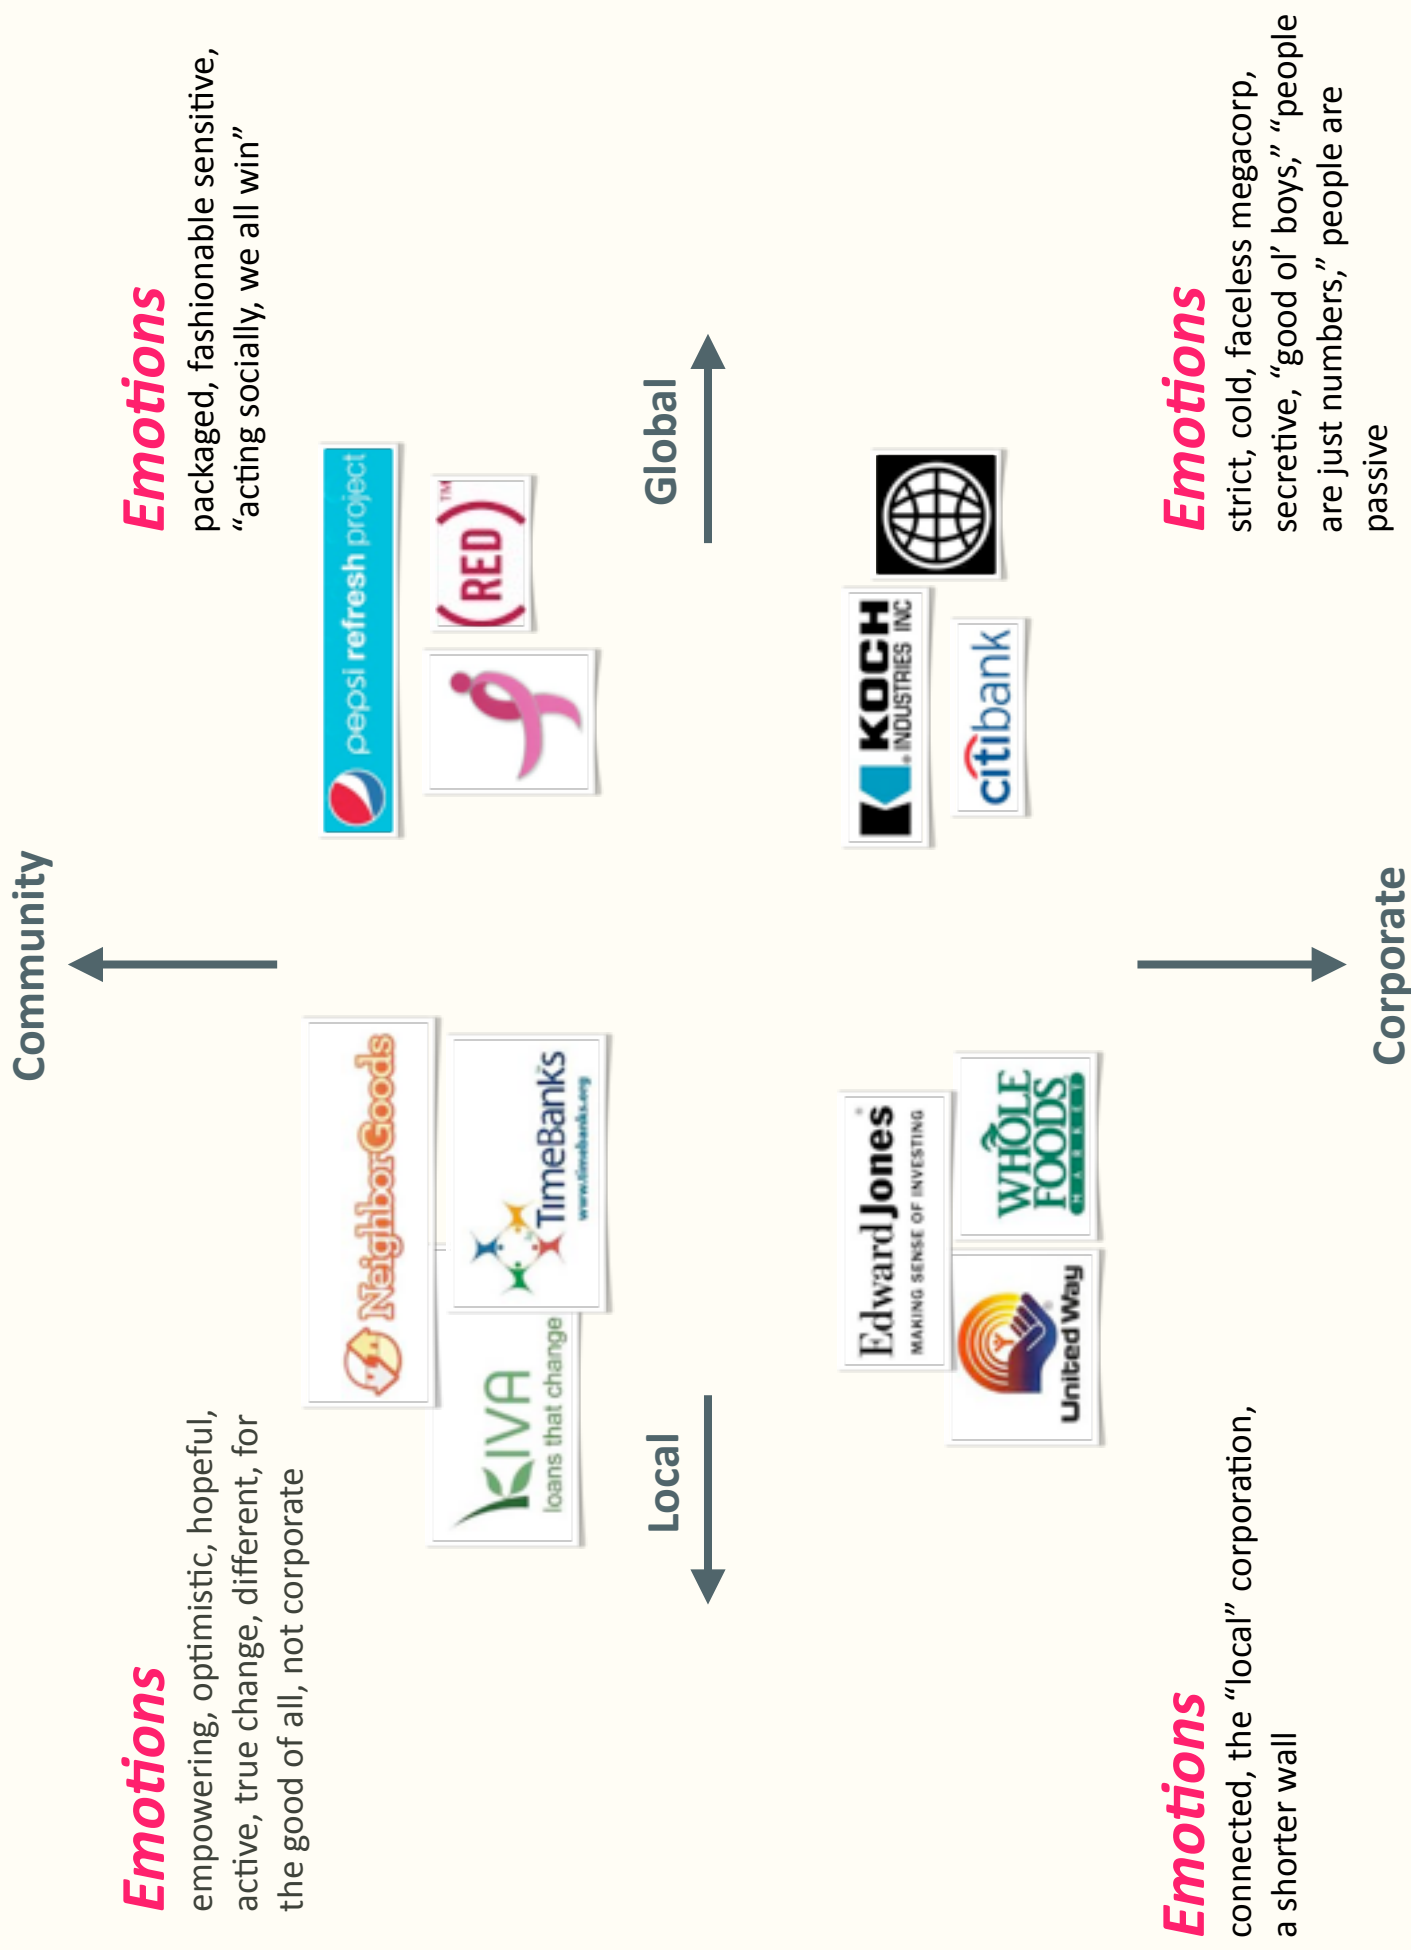 Community
Emotions
empowering, optimistic, hopeful,
active, true change, different, for
the good of all, not corporate
Emotions
packaged, fashionable sensitive,
“acting socially, we all win”
NeighborGoods
KIVA
loans that change
TimeBanks
www.timebanks.org
pepsi refresh project
(RED)™
Local
Global
Edward Jones®
MAKING SENSE OF INVESTING
United Way®
WHOLE
FOODS
MARKET
KOCH
INDUSTRIES INC
citibank
Emotions
connected, the “local” corporation,
a shorter wall
Emotions
strict, cold, faceless megacorp,
secretive, “good ol’ boys,” “people
are just numbers,” people are
passive
Corporate